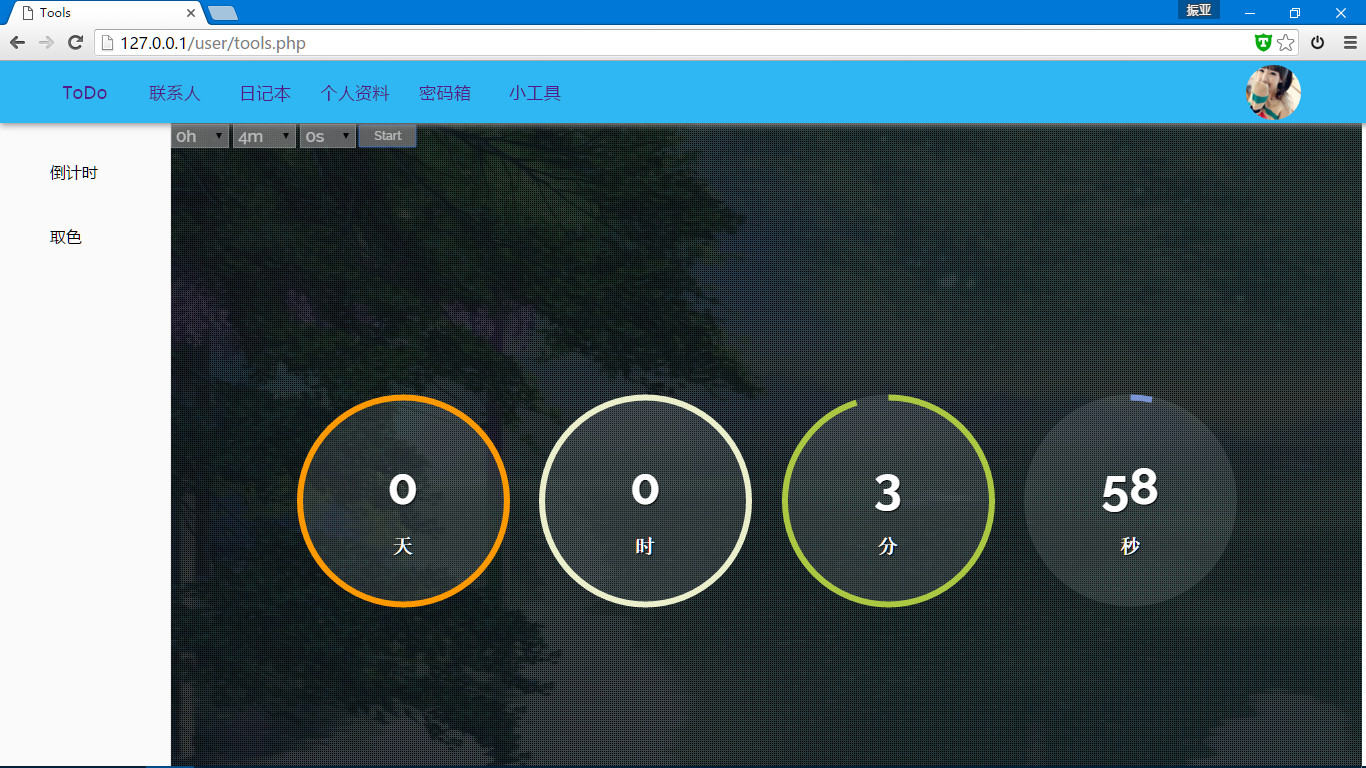 Tools
振亚
127.0.0.1/user/tools.php
ToDo 联系人 日记本 个人资料 密码箱 小工具
0h 4m 0s Start
倒计时
取色
0 0 3 58
天 时 分 秒